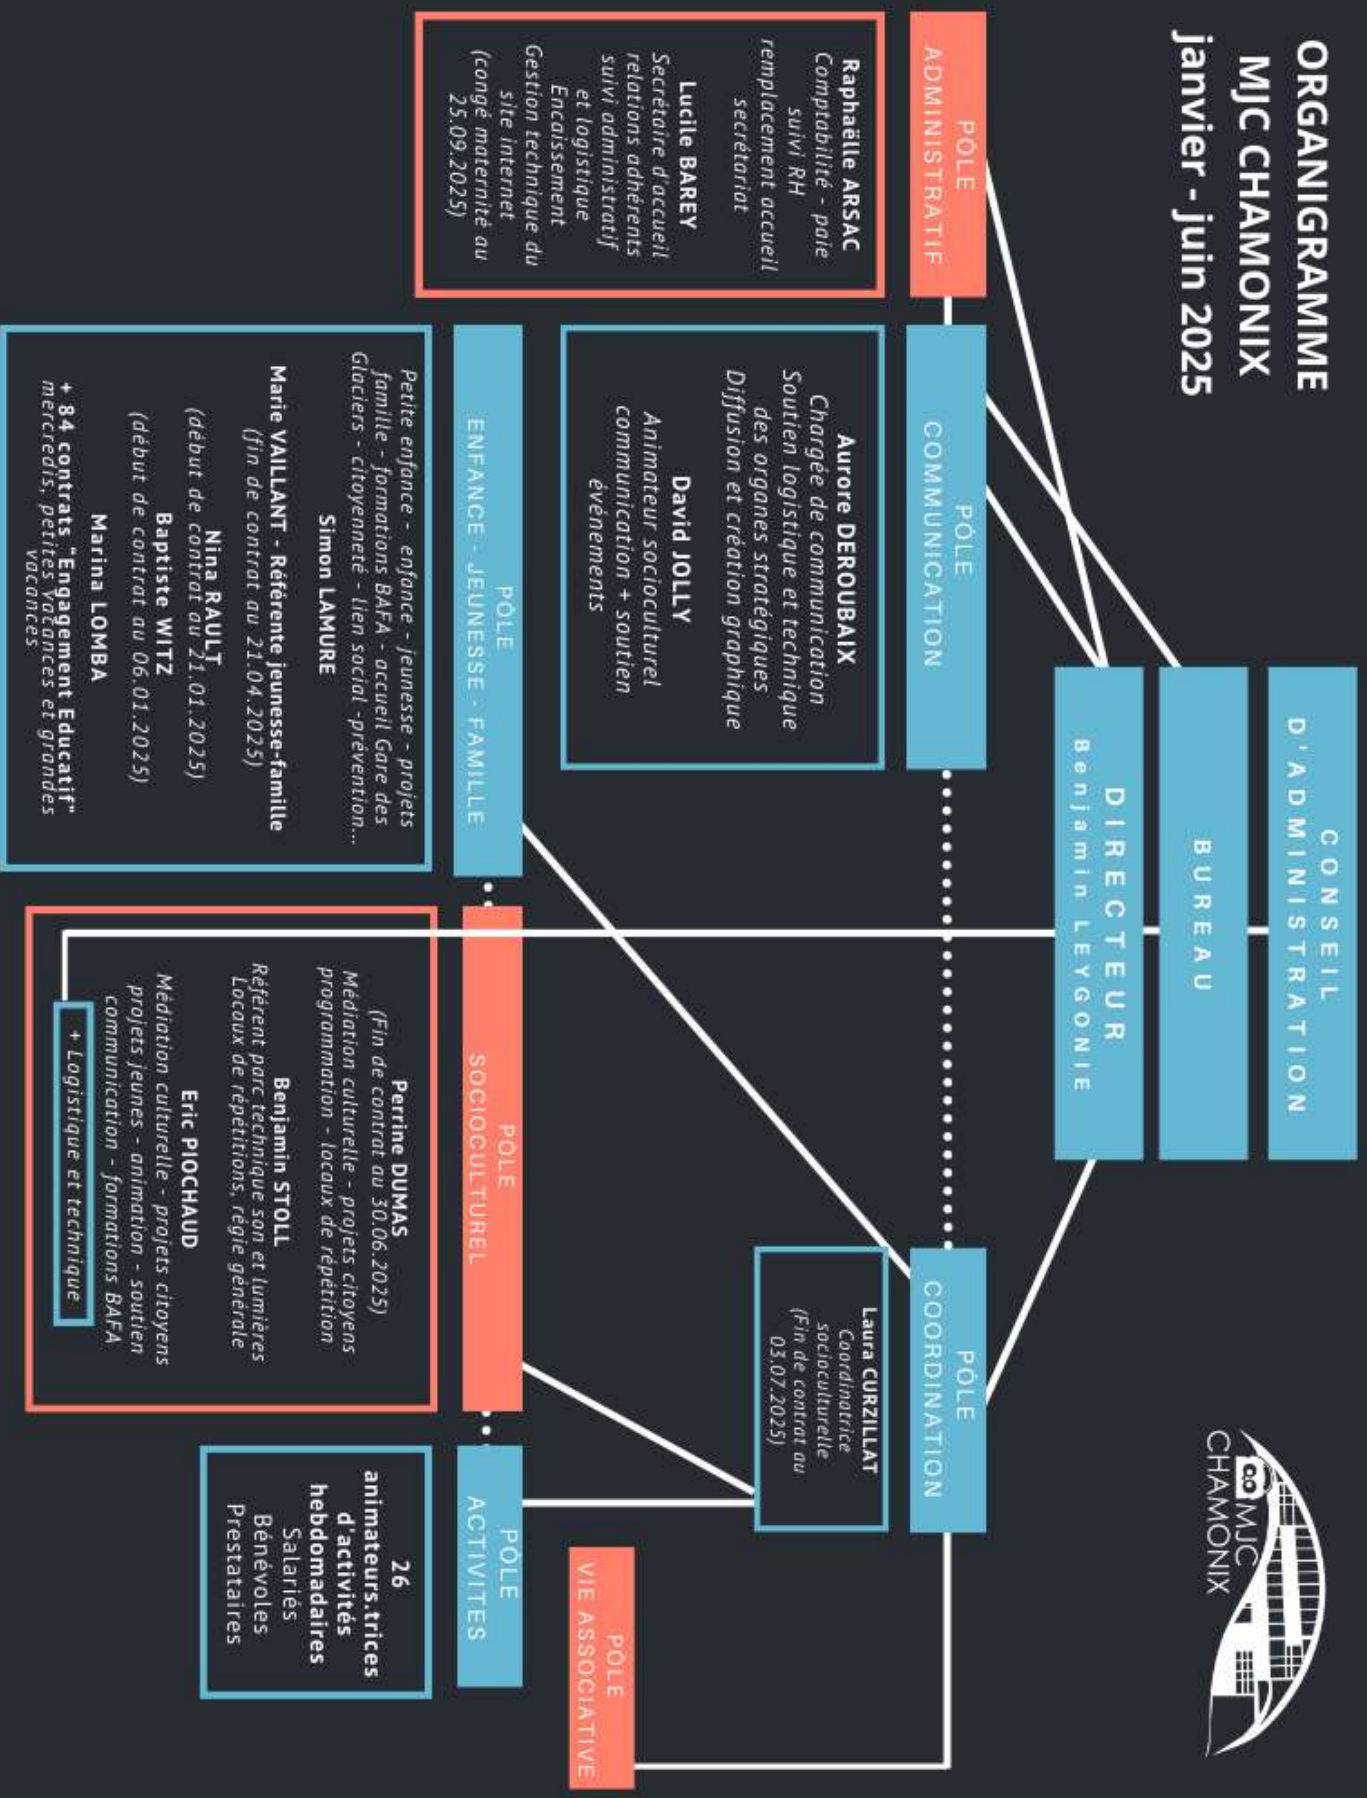 ORGANIGRAMME
MJC CHAMONIX
janvier - juin 2025
CONSEIL
D'ADMINISTRATION
BUREAU
DIRECTEUR
Benjamin LEYGONIE
MJC
CHAMONIX
PÔLE
ADMINISTRATIF
Raphaëlle ARSAC
Comptabilité - paie
suivi RH
remplacement accueil
secrétariat
Lucile BAREY
Secrétaire d'accueil
relations adhérents
suivi administratif
et logistique
Encaissement
Gestion technique du
site internet
(congé maternité au
25.09.2025)
PÔLE
COMMUNICATION
Aurore DEROUBAIX
Chargée de communication
Soutien logistique et technique
des organes stratégiques
Diffusion et création graphique
David JOLLY
Animateur socioculturel
communication + soutien
événements
PÔLE
COORDINATION
Laura CURZILLAT
Coordinatrice
socioculturelle
(Fin de contrat au
03.07.2025)
PÔLE
VIE ASSOCIATIVE
PÔLE
ENFANCE - JEUNESSE - FAMILLE
Petite enfance - enfance - jeunesse - projets
famille - formations BAFA - accueil Gare des
Glaciers - citoyenneté - lien social -prévention...
Simon LAMURE
Marie VAILLANT - Référente jeunesse-famille
(fin de contrat au 21.04.2025)
Nina RAULT
(début de contrat au 21.01.2025)
Baptiste WITZ
(début de contrat au 06.01.2025)
Marina LOMBA
+ 84 contrats "Engagement Educatif"
mercredis, petites vacances et grandes
vacances
PÔLE
SOCIOCULTUREL
Perrine DUMAS
(Fin de contrat au 30.06.2025)
Médiation culturelle - projets citoyens
programmation - locaux de répétition
Benjamin STOLL
Référent parc technique son et lumières
Locaux de répétitions, régie générale
Eric PIOCHAUD
Médiation culturelle - projets citoyens
projets jeunes - animation - soutien
communication - formations BAFA
+ Logistique et technique
PÔLE
ACTIVITES
26
animateurs.trices
d'activités
hebdomadaires
Salariés
Bénévoles
Prestataires